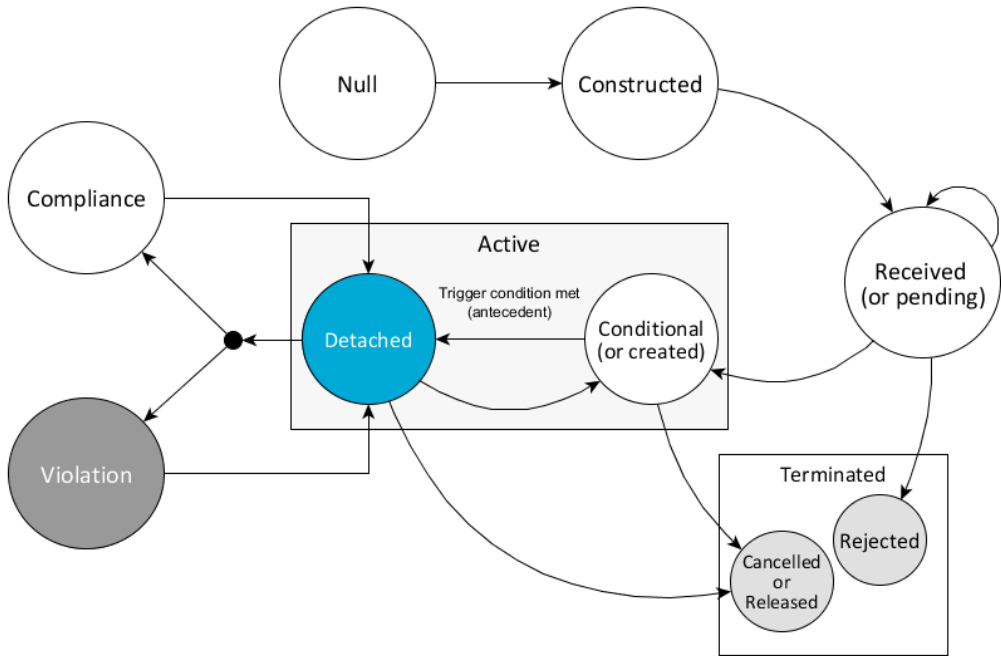 Null
Constructed
Compliance
Active
Received
(or pending)
Trigger condition met
(antecedent)
Detached
Conditional
(or created)
Violation
Terminated
Rejected
Cancelled
or
Released